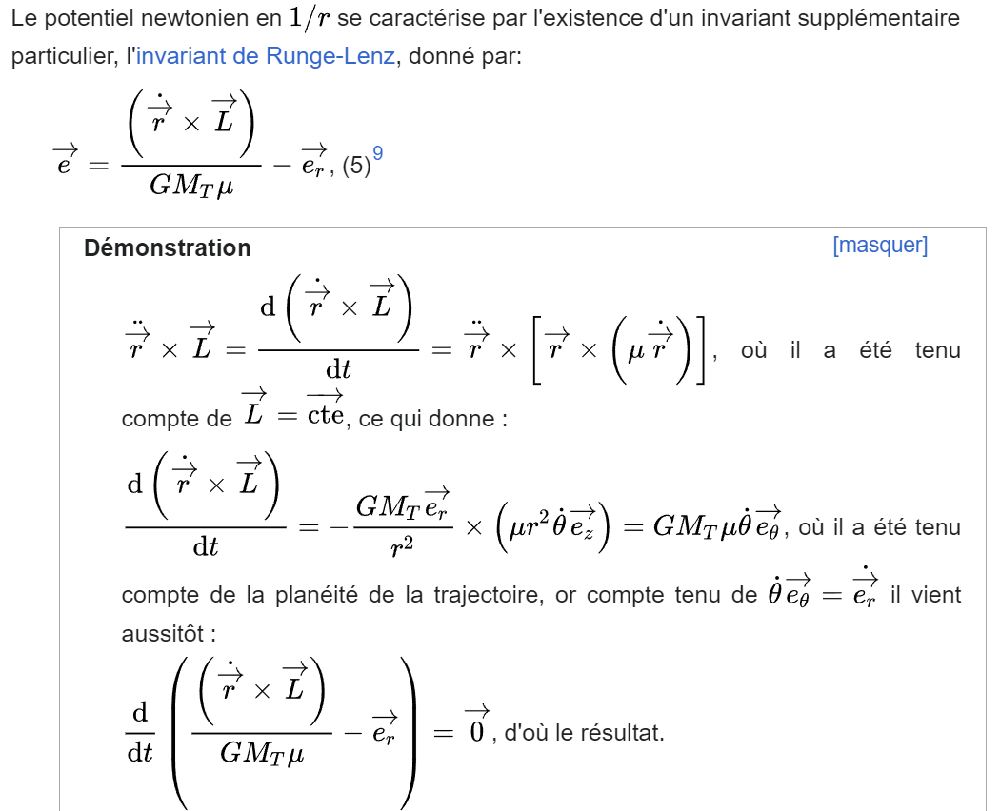 Le potentiel newtonien en $1/r$ se caractérise par l'existence d'un invariant supplémentaire
particulier, l'invariant de Runge-Lenz, donné par:
$\overrightarrow{e} = \dfrac{\left(\dot{\overrightarrow{r}} \times \overrightarrow{L}\right)}{GM_T\mu} - \overrightarrow{e_r}$, (5)⁹
Démonstration [masquer]
$\ddot{\overrightarrow{r}} \times \overrightarrow{L} = \dfrac{\mathrm{d}\left(\dot{\overrightarrow{r}} \times \overrightarrow{L}\right)}{\mathrm{dt}} = \ddot{\overrightarrow{r}} \times \left[\overrightarrow{r} \times \left(\mu \dot{\overrightarrow{r}}\right)\right]$, où il a été tenu
compte de $\overrightarrow{L} = \overrightarrow{\mathrm{cte}}$, ce qui donne :
$\dfrac{\mathrm{d}\left(\dot{\overrightarrow{r}} \times \overrightarrow{L}\right)}{\mathrm{dt}} = -\dfrac{GM_T\overrightarrow{e_r}}{r^2} \times \left(\mu r^2 \dot{\theta} \overrightarrow{e_z}\right) = GM_T\mu\dot{\theta}\overrightarrow{e_\theta}$, où il a été tenu
compte de la planéité de la trajectoire, or compte tenu de $\dot{\theta}\overrightarrow{e_\theta} = \dot{\overrightarrow{e_r}}$ il vient
aussitôt :
$\dfrac{\mathrm{d}}{\mathrm{dt}} \left(\dfrac{\left(\dot{\overrightarrow{r}} \times \overrightarrow{L}\right)}{GM_T\mu} - \overrightarrow{e_r}\right) = \overrightarrow{0}$, d'où le résultat.